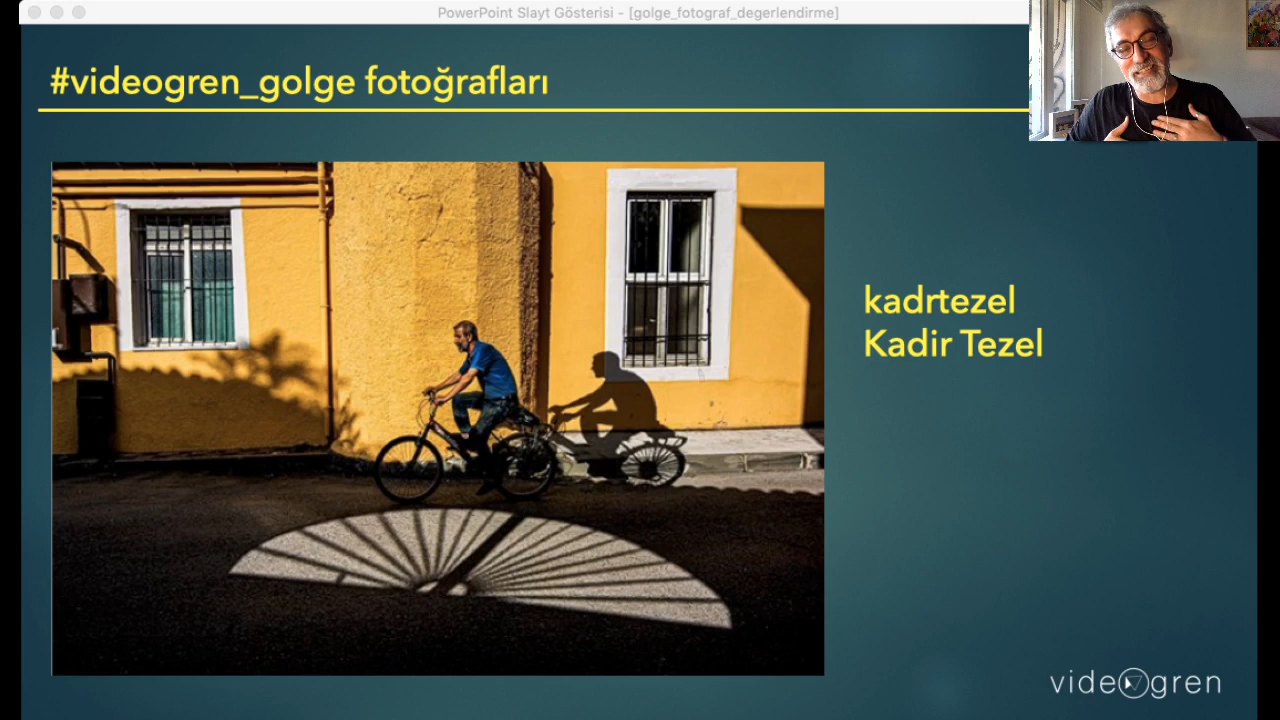 PowerPoint Slayt Gösterisi - [golge_fotograf_degerlendirme]
#videogren_golge fotoğrafları
kadrtezel
Kadir Tezel
videogren